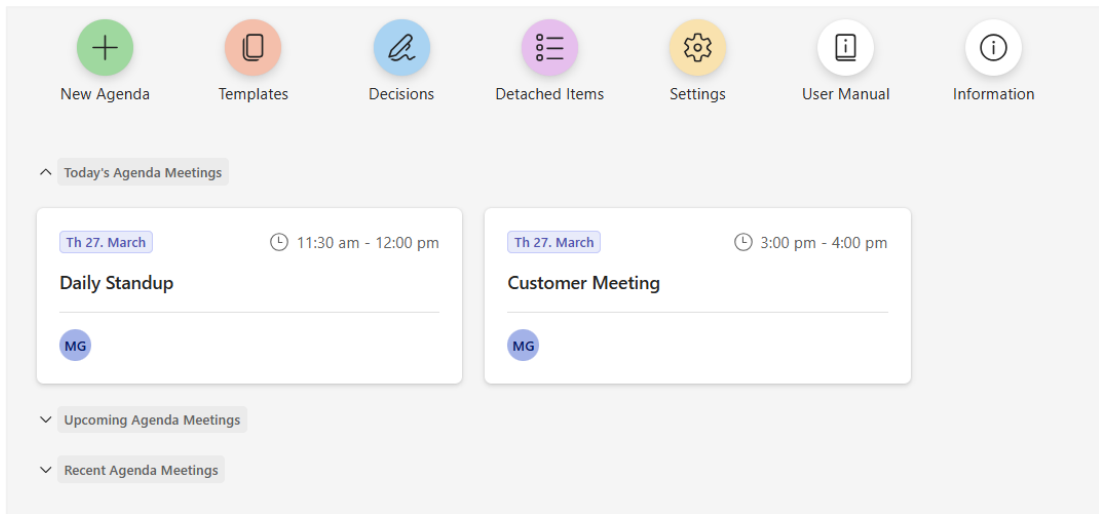 New Agenda
Templates
Decisions
Detached Items
Settings
User Manual
Information
Today's Agenda Meetings
Th 27. March
11:30 am - 12:00 pm
Daily Standup
MG
Th 27. March
3:00 pm - 4:00 pm
Customer Meeting
MG
Upcoming Agenda Meetings
Recent Agenda Meetings